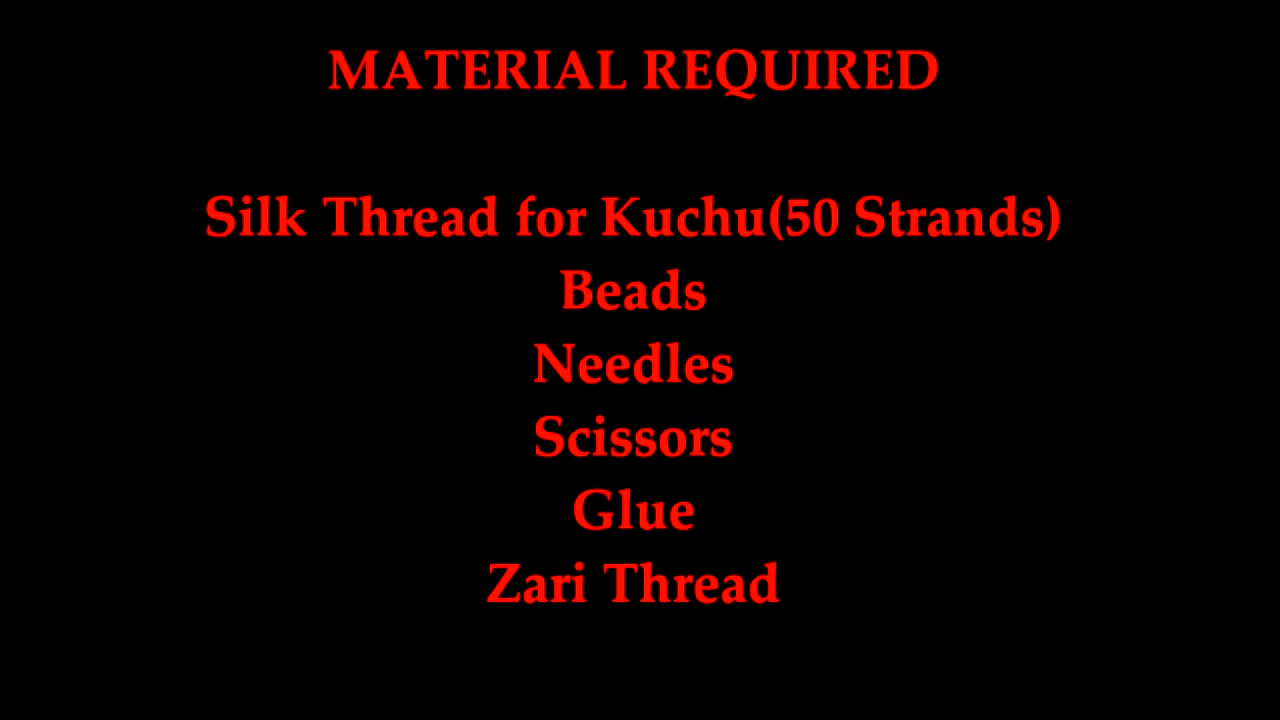 MATERIAL REQUIRED
Silk Thread for Kuchu(50 Strands)
Beads
Needles
Scissors
Glue
Zari Thread